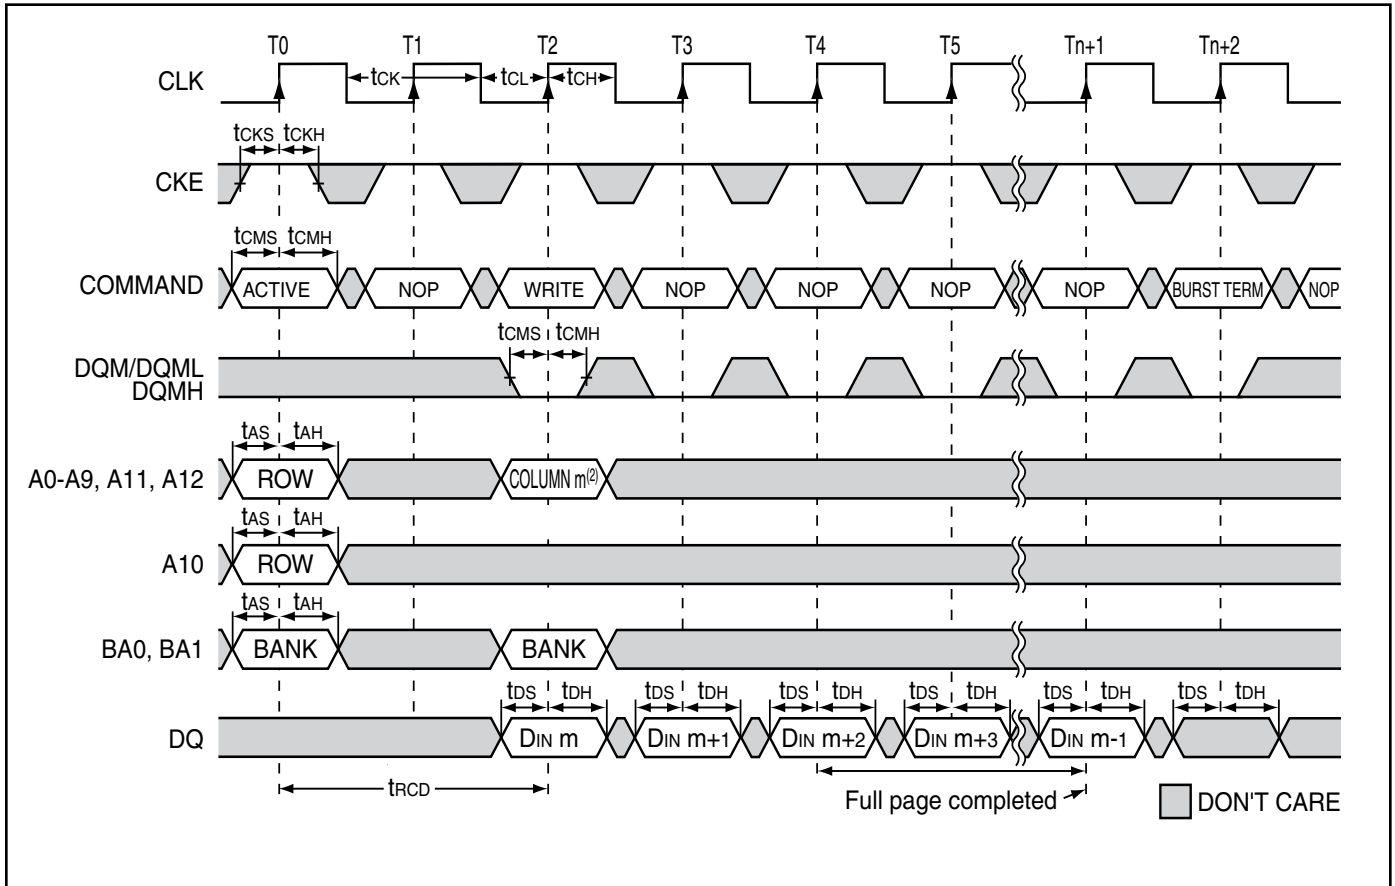 T0 T1 T2 T3 T4 T5 Tn+1 Tn+2
CLK
tCK tCL tCH
tCKS tCKH
CKE
tCMS tCMH
COMMAND
ACTIVE NOP WRITE NOP NOP NOP NOP BURST TERM NOP
tCMS tCMH
DQM/DQML
DQMH
tAS tAH
A0-A9, A11, A12
ROW COLUMN m(2)
tAS tAH
A10
ROW
tAS tAH
BA0, BA1
BANK BANK
tDS tDH tDS tDH tDS tDH tDS tDH tDS tDH tDS tDH
DQ
DIN m DIN m+1 DIN m+2 DIN m+3 DIN m-1
tRCD
Full page completed
DON'T CARE